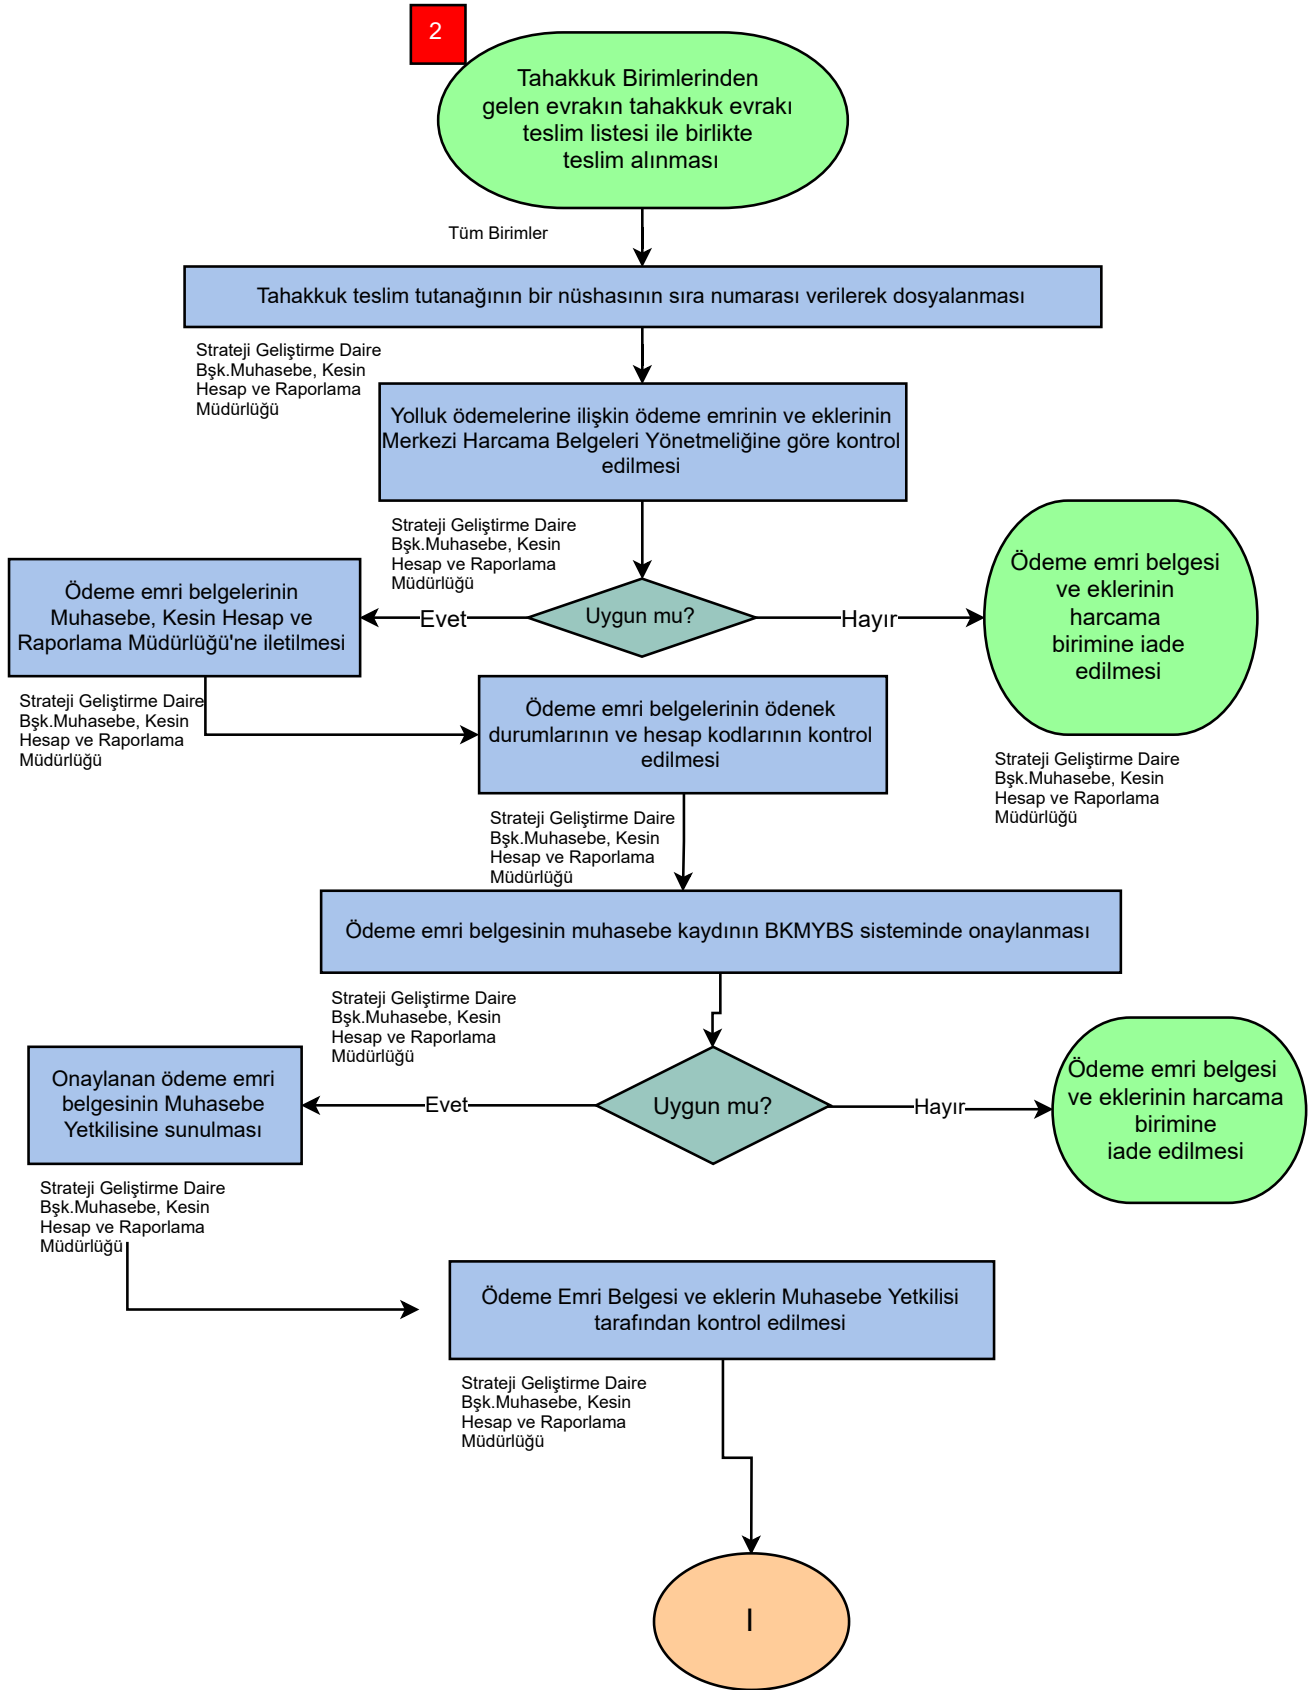 2
Tahakkuk Birimlerinden
gelen evrakın tahakkuk evrakı
teslim listesi ile birlikte
teslim alınması
Tüm Birimler
Tahakkuk teslim tutanağının bir nüshasının sıra numarası verilerek dosyalanması
Strateji Geliştirme Daire
Bşk.Muhasebe, Kesin
Hesap ve Raporlama
Müdürlüğü
Yolluk ödemelerine ilişkin ödeme emrinin ve eklerinin
Merkezi Harcama Belgeleri Yönetmeliğine göre kontrol
edilmesi
Strateji Geliştirme Daire
Bşk.Muhasebe, Kesin
Hesap ve Raporlama
Müdürlüğü
Uygun mu?
Evet
Hayır
Ödeme emri belgelerinin
Muhasebe, Kesin Hesap ve
Raporlama Müdürlüğü'ne iletilmesi
Strateji Geliştirme Daire
Bşk.Muhasebe, Kesin
Hesap ve Raporlama
Müdürlüğü
Ödeme emri belgesi
ve eklerinin
harcama
birimine iade
edilmesi
Strateji Geliştirme Daire
Bşk.Muhasebe, Kesin
Hesap ve Raporlama
Müdürlüğü
Ödeme emri belgelerinin ödenek
durumlarının ve hesap kodlarının kontrol
edilmesi
Strateji Geliştirme Daire
Bşk.Muhasebe, Kesin
Hesap ve Raporlama
Müdürlüğü
Ödeme emri belgesinin muhasebe kaydının BKMYBS sisteminde onaylanması
Strateji Geliştirme Daire
Bşk.Muhasebe, Kesin
Hesap ve Raporlama
Müdürlüğü
Uygun mu?
Evet
Hayır
Onaylanan ödeme emri
belgesinin Muhasebe
Yetkilisine sunulması
Strateji Geliştirme Daire
Bşk.Muhasebe, Kesin
Hesap ve Raporlama
Müdürlüğü
Ödeme emri belgesi
ve eklerinin harcama
birimine
iade edilmesi
Ödeme Emri Belgesi ve eklerin Muhasebe Yetkilisi
tarafından kontrol edilmesi
Strateji Geliştirme Daire
Bşk.Muhasebe, Kesin
Hesap ve Raporlama
Müdürlüğü
I